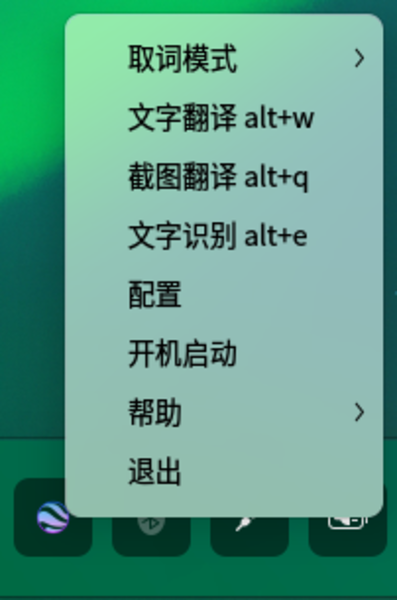 取词模式
文字翻译 alt+w
截图翻译 alt+q
文字识别 alt+e
配置
开机启动
帮助
退出